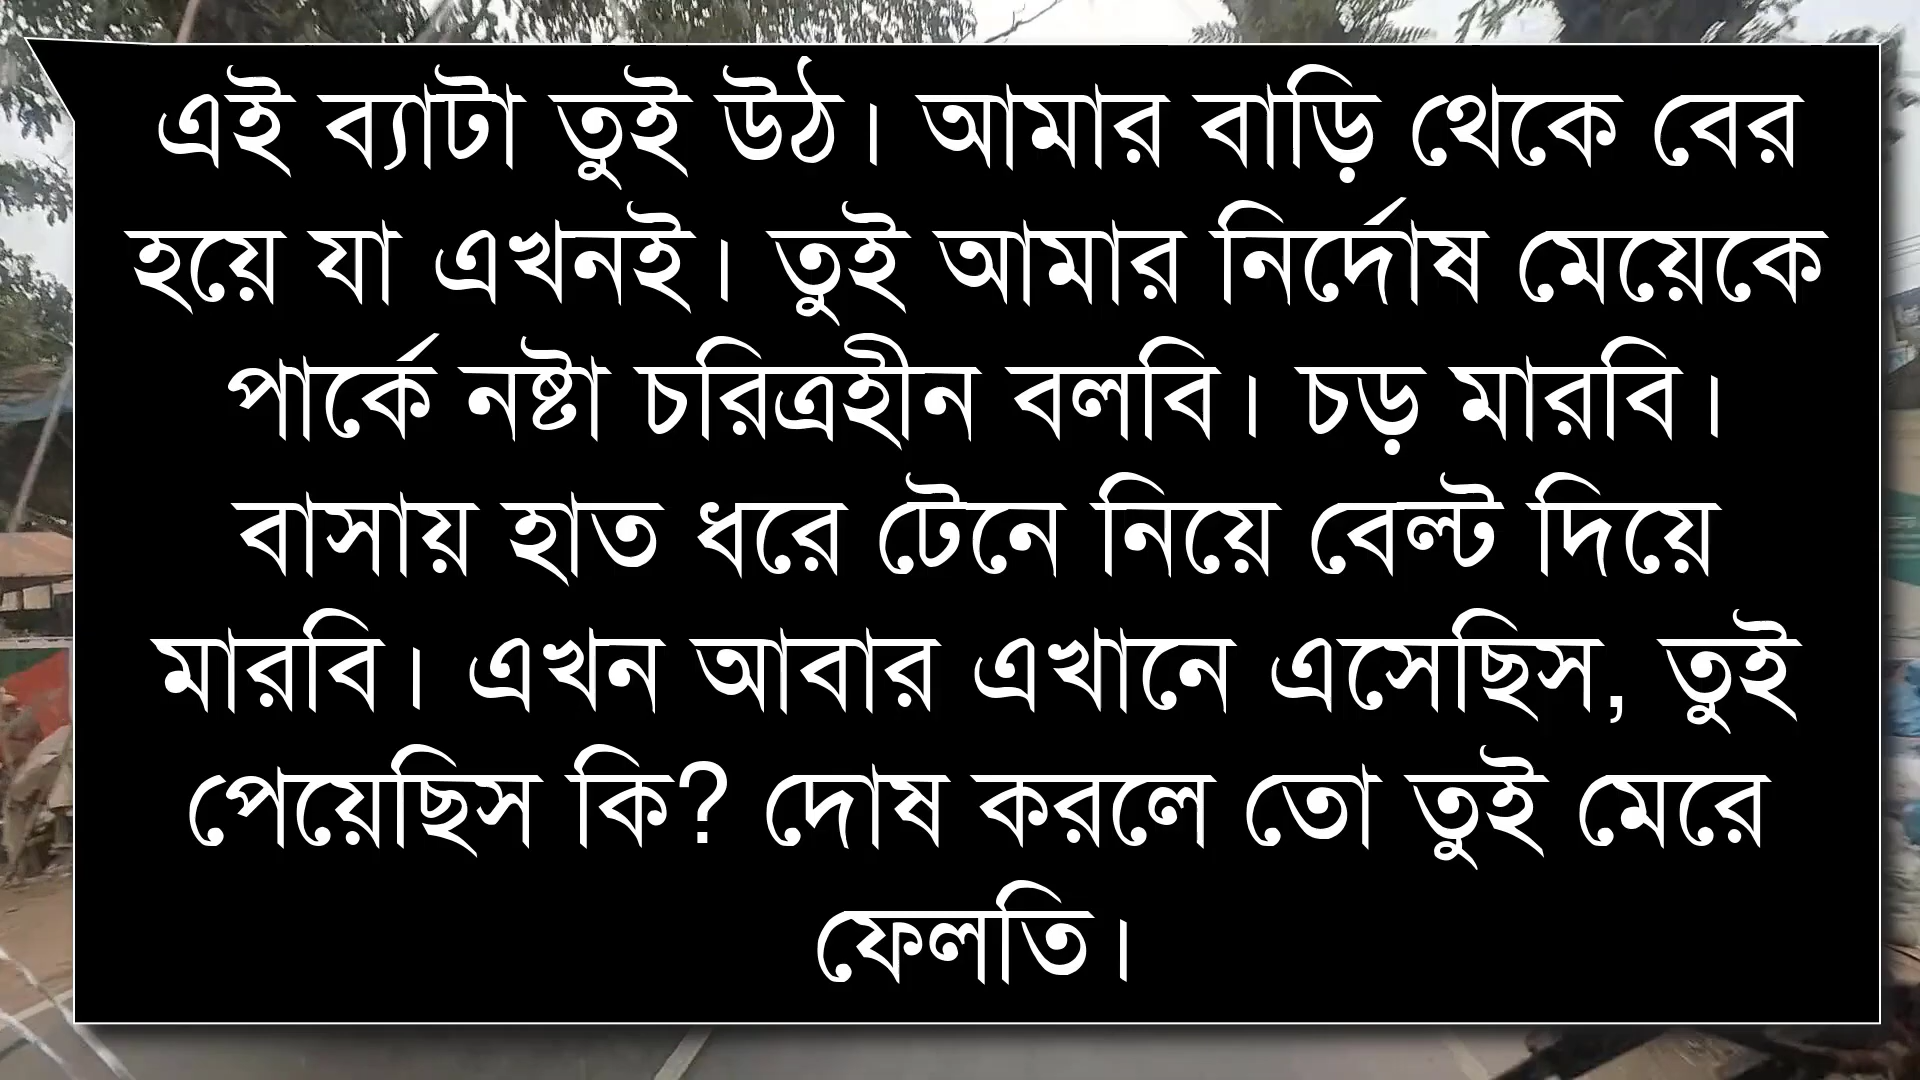 এই ব্যাটা তুই উঠ। আমার বাড়ি থেকে বের
হয়ে যা এখনই। তুই আমার নির্দোষ মেয়েকে
পার্কে নষ্টা চরিত্রহীন বলবি। চড় মারবি।
বাসায় হাত ধরে টেনে নিয়ে বেল্ট দিয়ে
মারবি। এখন আবার এখানে এসেছিস, তুই
পেয়েছিস কি? দোষ করলে তো তুই মেরে
ফেলতি।